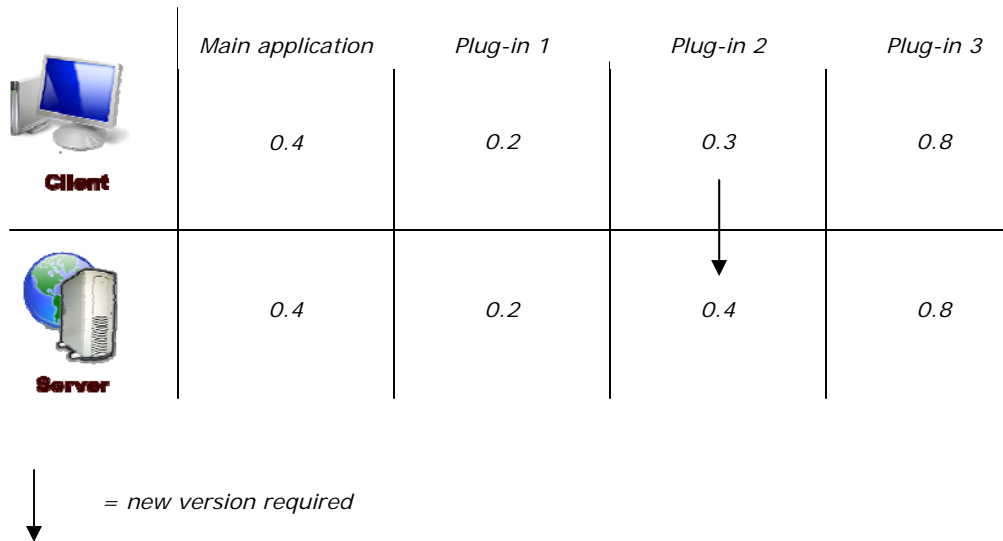 Main application Plug-in 1 Plug-in 2 Plug-in 3
0.4 0.2 0.3 0.8
Client
0.4 0.2 0.4 0.8
Server
= new version required